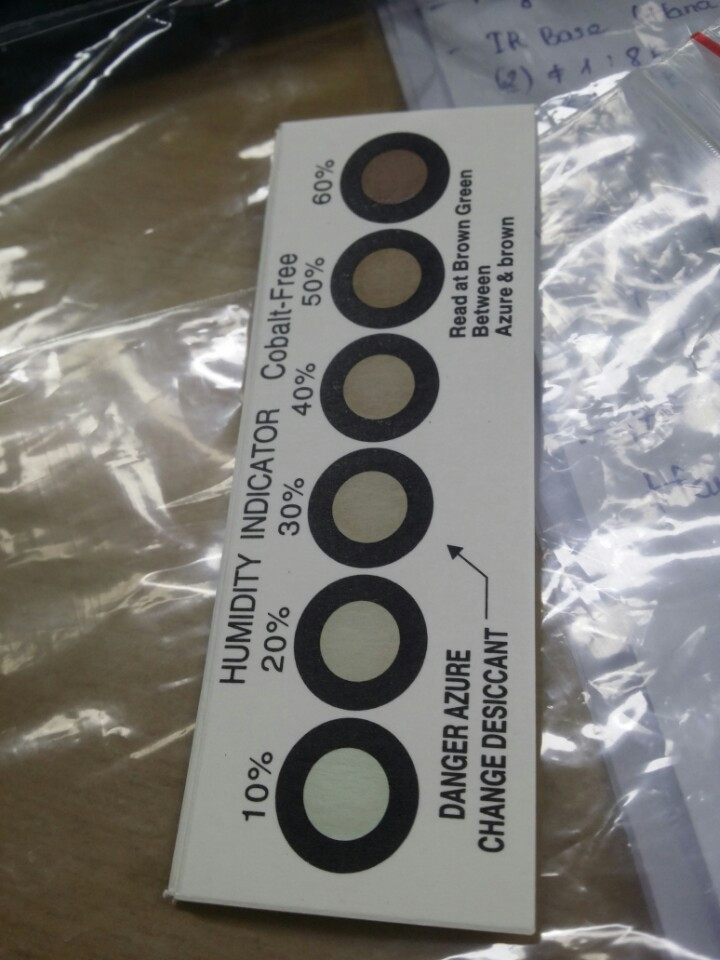 HUMIDITY INDICATOR Cobalt-Free
10% 20% 30% 40% 50% 60%
DANGER AZURE
CHANGE DESICCANT
Read at Brown Green
Between
Azure & brown
IR Base
(2)